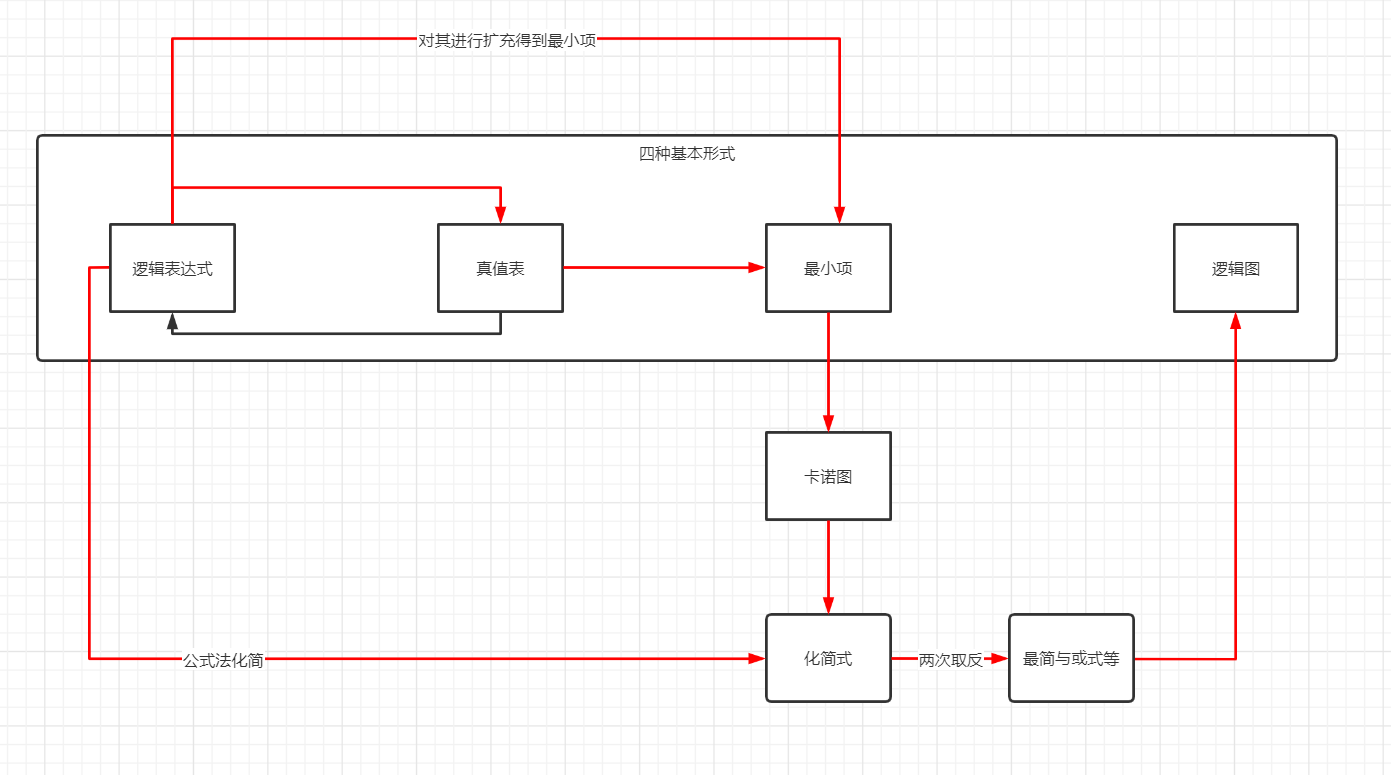 对其进行扩充得到最小项
四种基本形式
逻辑表达式
真值表
最小项
逻辑图
卡诺图
公式法化简
化简式
两次取反
最简与或式等